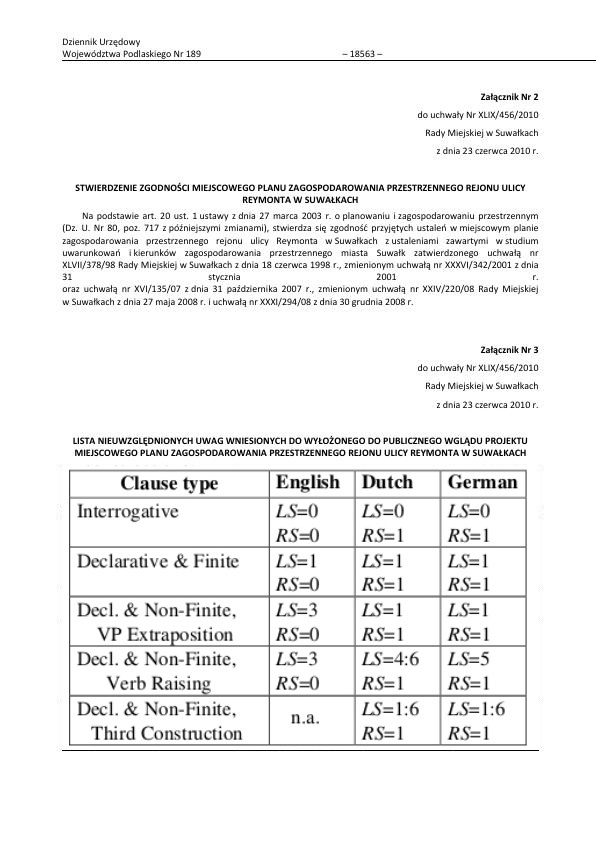 Dziennik Urzędowy
Województwa Podlaskiego Nr 189 – 18563 –
Załącznik Nr 2
do uchwały Nr XLIX/456/2010
Rady Miejskiej w Suwałkach
z dnia 23 czerwca 2010 r.
STWIERDZENIE ZGODNOŚCI MIEJSCOWEGO PLANU ZAGOSPODAROWANIA PRZESTRZENNEGO REJONU ULICY
REYMONTA W SUWAŁKACH
Na podstawie art. 20 ust. 1 ustawy z dnia 27 marca 2003 r. o planowaniu i zagospodarowaniu przestrzennym
(Dz. U. Nr 80, poz. 717 z późniejszymi zmianami), stwierdza się zgodność przyjętych ustaleń w miejscowym planie
zagospodarowania przestrzennego rejonu ulicy Reymonta w Suwałkach z ustaleniami zawartymi w studium
uwarunkowań i kierunków zagospodarowania przestrzennego miasta Suwałk zatwierdzonego uchwałą nr
XLVII/378/98 Rady Miejskiej w Suwałkach z dnia 18 czerwca 1998 r., zmienionym uchwałą nr XXXVI/342/2001 z dnia
31 stycznia 2001 r.
oraz uchwałą nr XVI/135/07 z dnia 31 października 2007 r., zmienionym uchwałą nr XXIV/220/08 Rady Miejskiej
w Suwałkach z dnia 27 maja 2008 r. i uchwałą nr XXXI/294/08 z dnia 30 grudnia 2008 r.
Załącznik Nr 3
do uchwały Nr XLIX/456/2010
Rady Miejskiej w Suwałkach
z dnia 23 czerwca 2010 r.
LISTA NIEUWZGLĘDNIONYCH UWAG WNIESIONYCH DO WYŁOŻONEGO DO PUBLICZNEGO WGLĄDU PROJEKTU
MIEJSCOWEGO PLANU ZAGOSPODAROWANIA PRZESTRZENNEGO REJONU ULICY REYMONTA W SUWAŁKACH
Clause type English Dutch German
Interrogative LS=0 LS=0 LS=0
RS=0 RS=1 RS=1
Declarative & Finite LS=1 LS=1 LS=1
RS=0 RS=1 RS=1
Decl. & Non-Finite, LS=3 LS=1 LS=1
VP Extraposition RS=0 RS=1 RS=1
Decl. & Non-Finite, LS=3 LS=4:6 LS=5
Verb Raising RS=0 RS=1 RS=1
Decl. & Non-Finite, n.a. LS=1:6 LS=1:6
Third Construction RS=1 RS=1